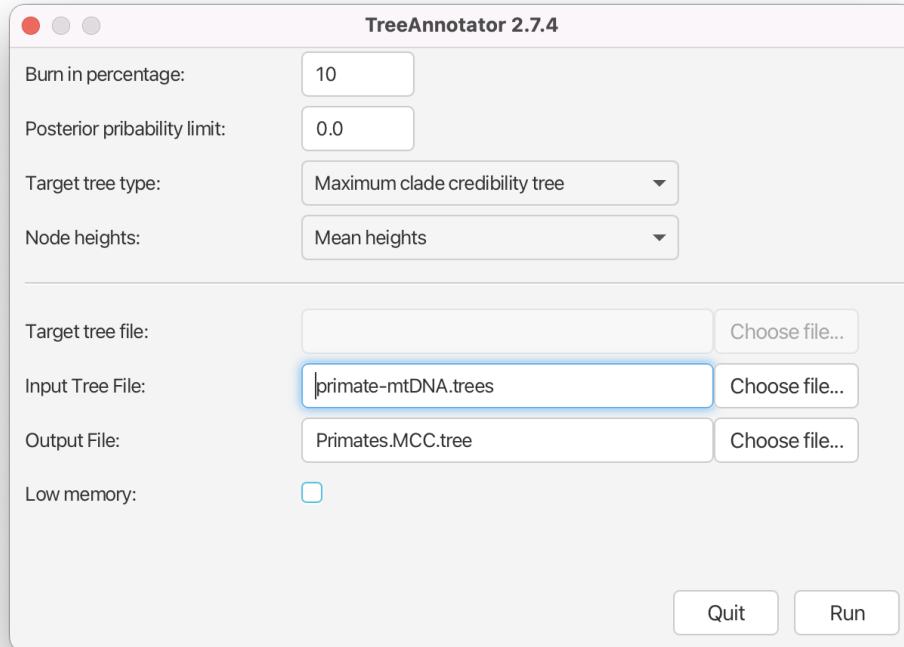 TreeAnnotator 2.7.4
Burn in percentage: 10
Posterior pribability limit: 0.0
Target tree type: Maximum clade credibility tree
Node heights: Mean heights
Target tree file: Choose file...
Input Tree File: primate-mtDNA.trees Choose file...
Output File: Primates.MCC.tree Choose file...
Low memory:
Quit Run